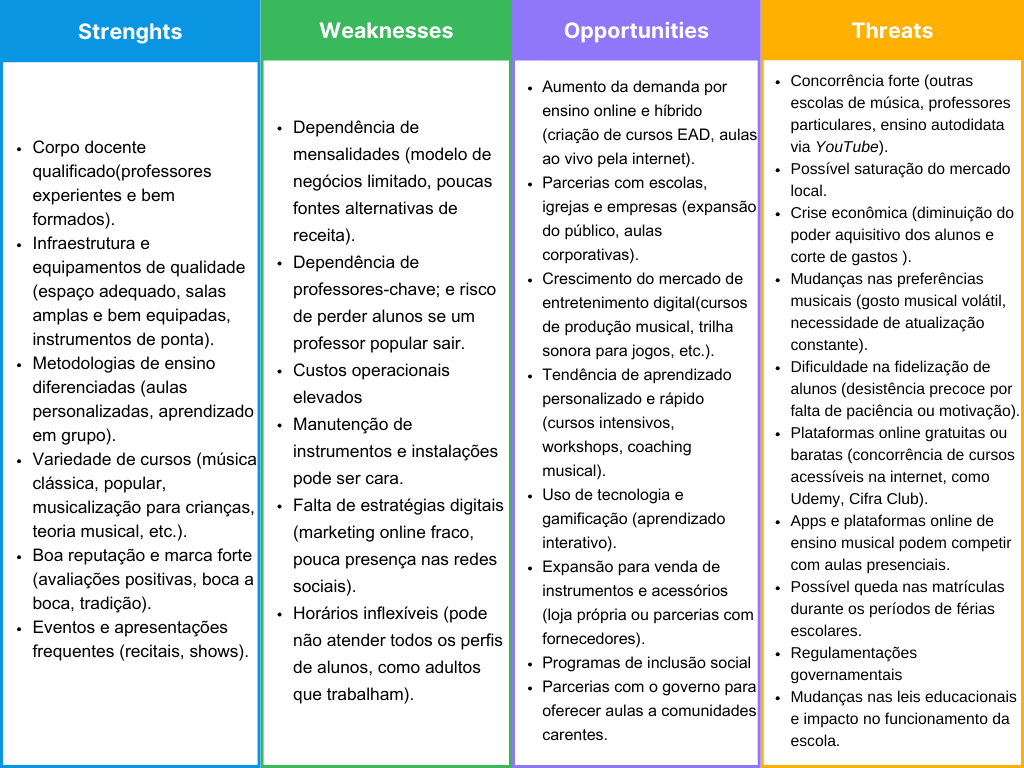 Strenghts
• Corpo docente
qualificado(professores
experientes e bem
formados).
• Infraestrutura e
equipamentos de qualidade
(espaço adequado, salas
amplas e bem equipadas,
instrumentos de ponta).
• Metodologias de ensino
diferenciadas (aulas
personalizadas, aprendizado
em grupo).
• Variedade de cursos (música
clássica, popular,
musicalização para crianças,
teoria musical, etc.).
• Boa reputação e marca forte
(avaliações positivas, boca a
boca, tradição).
• Eventos e apresentações
frequentes (recitais, shows).
Weaknesses
• Dependência de
mensalidades (modelo de
negócios limitado, poucas
fontes alternativas de
receita).
• Dependência de
professores-chave; e risco
de perder alunos se um
professor popular sair.
• Custos operacionais
elevados
• Manutenção de
instrumentos e instalações
pode ser cara.
• Falta de estratégias digitais
(marketing online fraco,
pouca presença nas redes
sociais).
• Horários inflexíveis (pode
não atender todos os perfis
de alunos, como adultos
que trabalham).
Opportunities
• Aumento da demanda por
ensino online e híbrido
(criação de cursos EAD, aulas
ao vivo pela internet).
• Parcerias com escolas,
igrejas e empresas (expansão
do público, aulas
corporativas).
• Crescimento do mercado de
entretenimento digital(cursos
de produção musical, trilha
sonora para jogos, etc.).
• Tendência de aprendizado
personalizado e rápido
(cursos intensivos,
workshops, coaching
musical).
• Uso de tecnologia e
gamificação (aprendizado
interativo).
• Expansão para venda de
instrumentos e acessórios
(loja própria ou parcerias com
fornecedores).
• Programas de inclusão social
• Parcerias com o governo para
oferecer aulas a comunidades
carentes.
Threats
• Concorrência forte (outras
escolas de música, professores
particulares, ensino autodidata
via YouTube).
• Possível saturação do mercado
local.
• Crise econômica (diminuição do
poder aquisitivo dos alunos e
corte de gastos ).
• Mudanças nas preferências
musicais (gosto musical volátil,
necessidade de atualização
constante).
• Dificuldade na fidelização de
alunos (desistência precoce por
falta de paciência ou motivação).
• Plataformas online gratuitas ou
baratas (concorrência de cursos
acessíveis na internet, como
Udemy, Cifra Club).
• Apps e plataformas online de
ensino musical podem competir
com aulas presenciais.
• Possível queda nas matrículas
durante os períodos de férias
escolares.
• Regulamentações
governamentais
• Mudanças nas leis educacionais
e impacto no funcionamento da
escola.